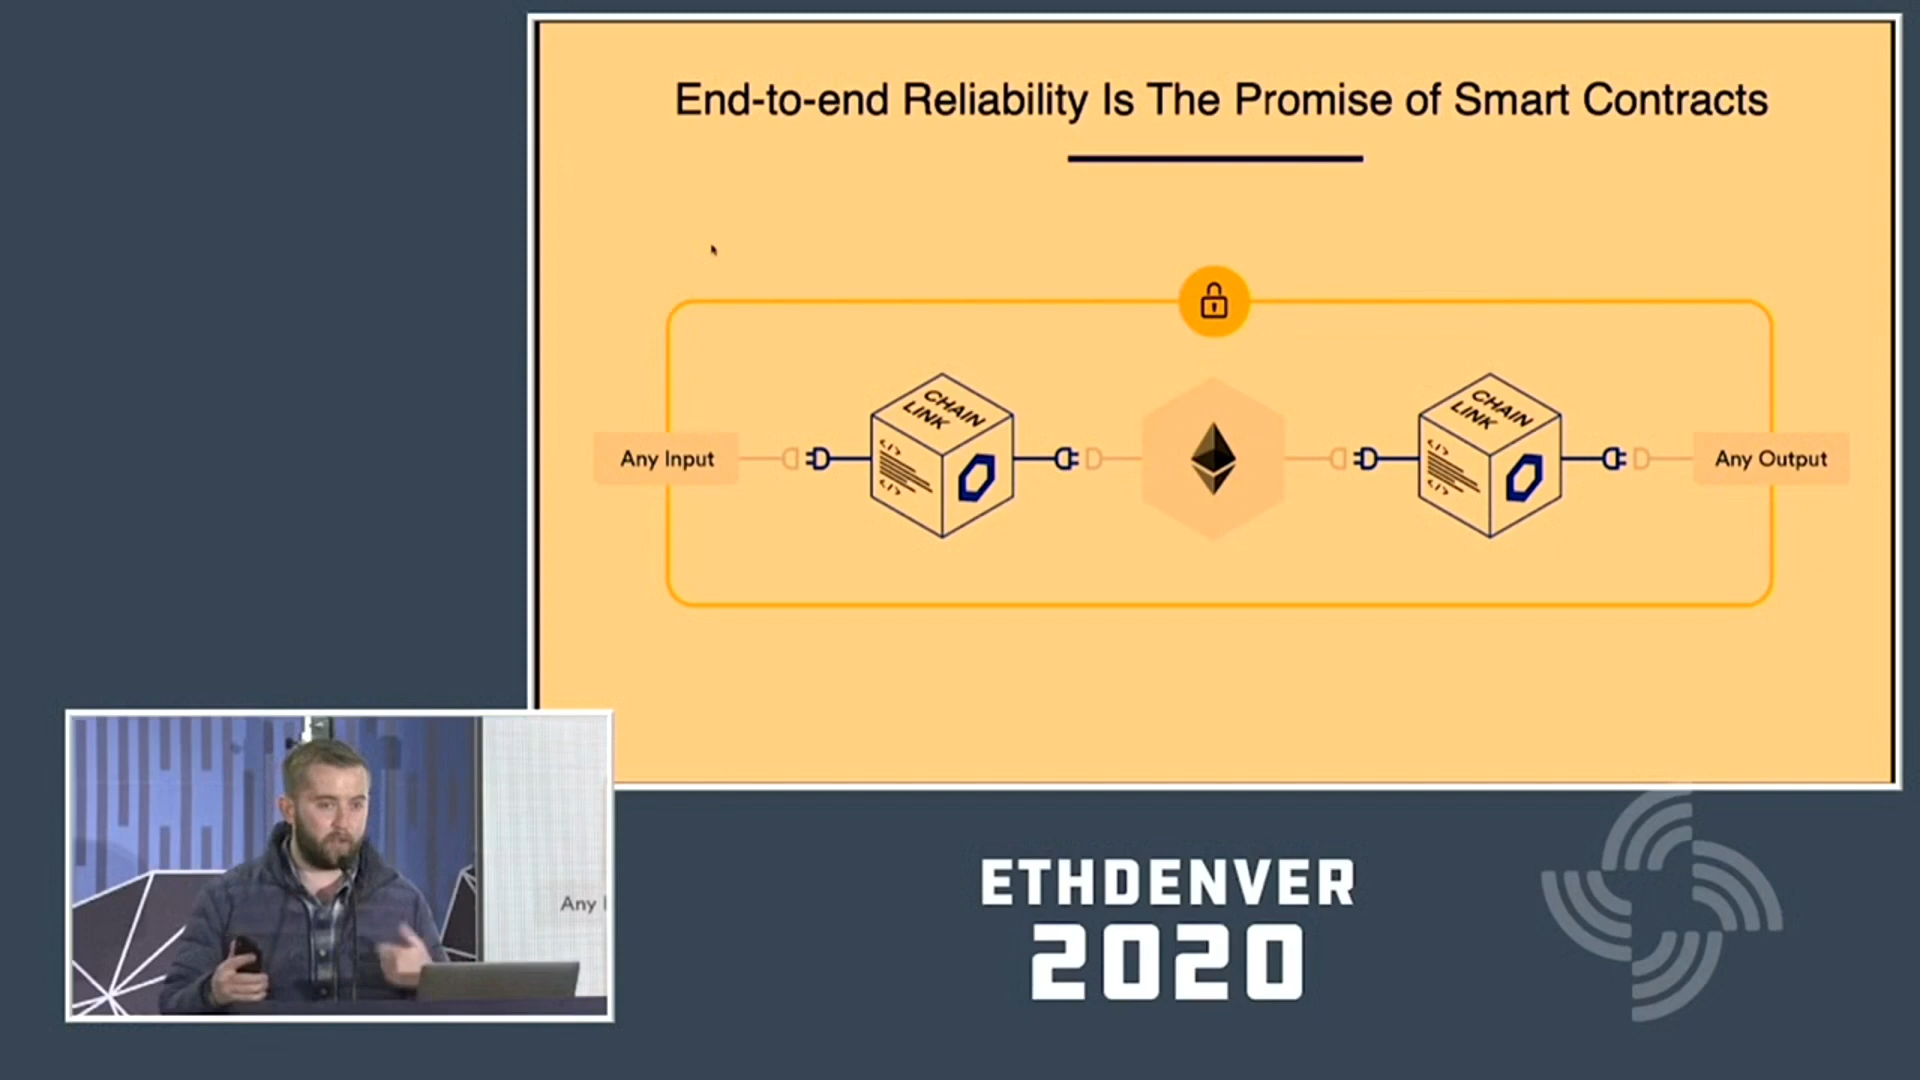 End-to-end Reliability Is The Promise of Smart Contracts
Any Input
CHAIN
LINK
</>
</>
CHAIN
LINK
</>
</>
Any Output
Any
ETHDENVER
2020